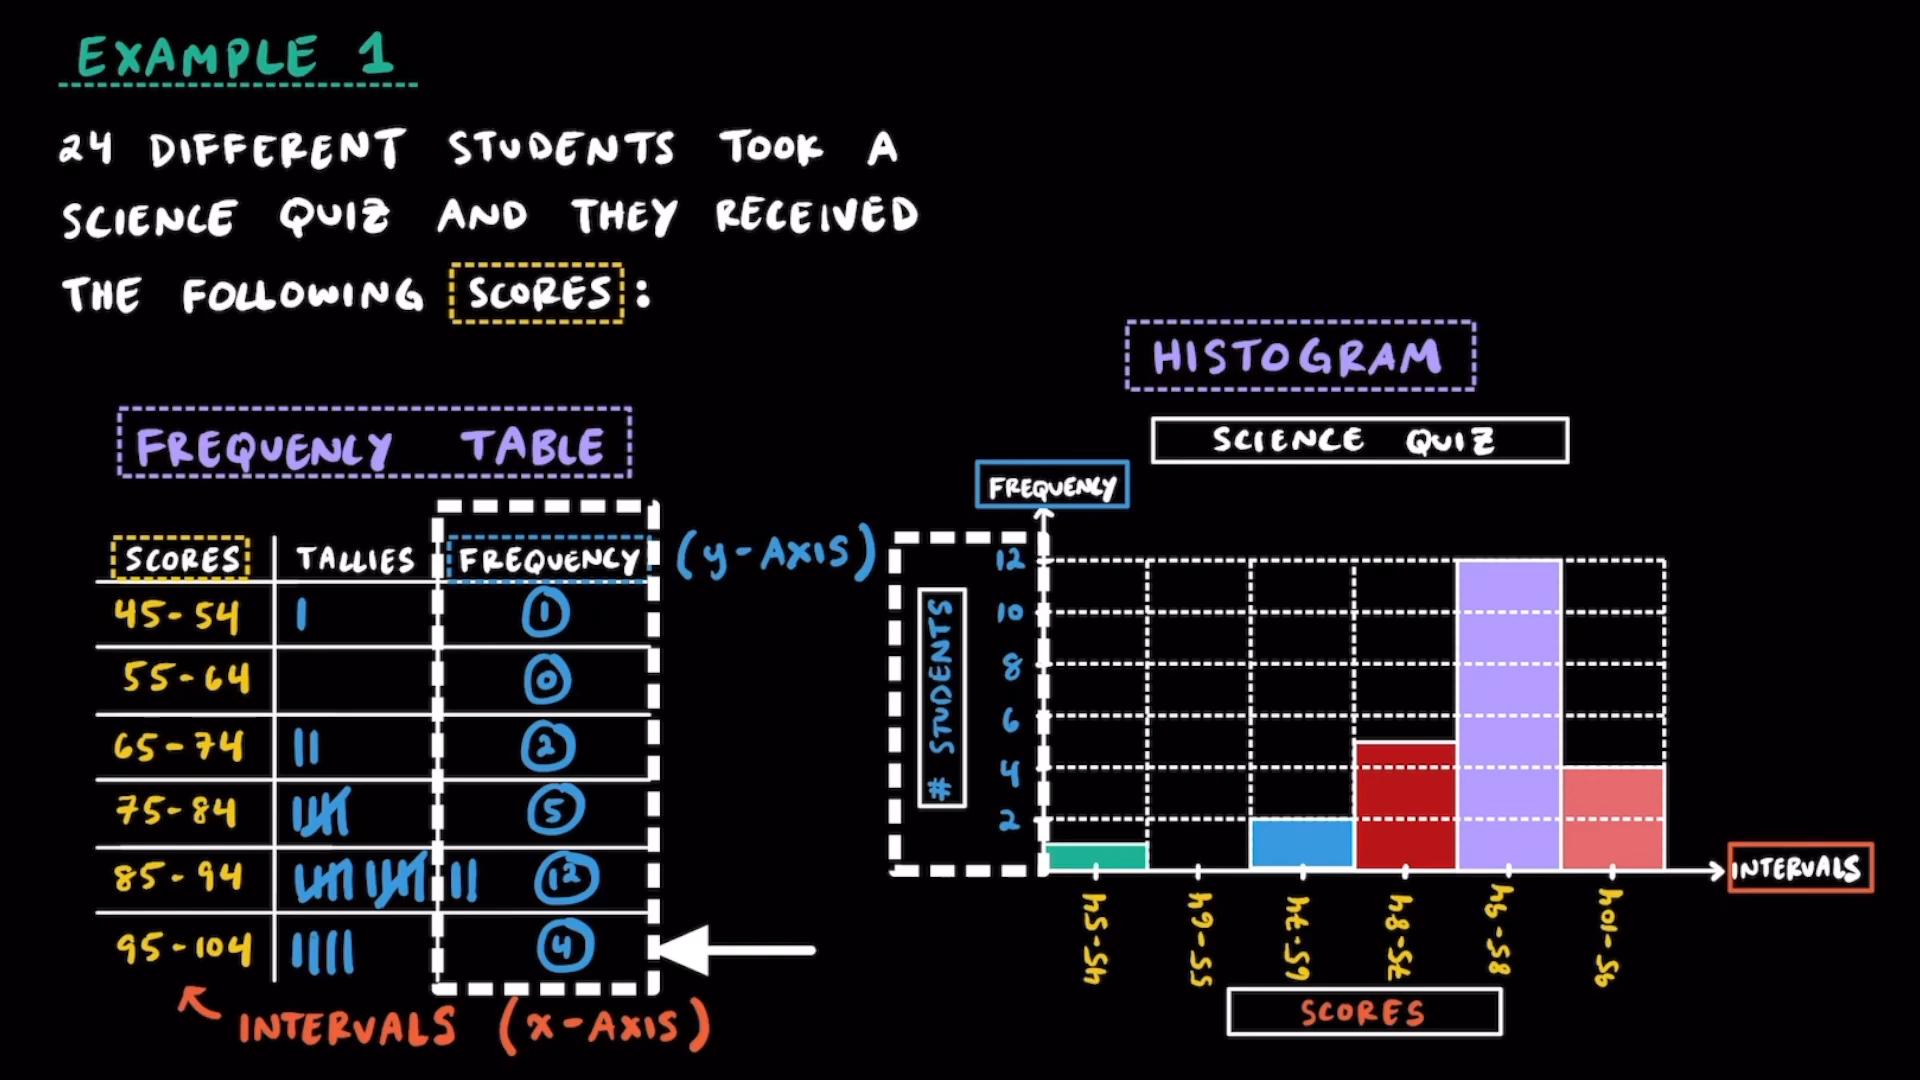 EXAMPLE 1
24 DIFFERENT STUDENTS TOOK A
SCIENCE QUIZ AND THEY RECEIVED
THE FOLLOWING SCORES:
FREQUENCY TABLE
SCORES TALLIES FREQUENCY (y-AXIS)
45-54 1
55-64 0
65-74 2
75-84 5
85-94 12
95-104 4
INTERVALS (x-AXIS)
HISTOGRAM
SCIENCE QUIZ
FREQUENCY
# STUDENTS
12
10
8
6
4
2
INTERVALS
45-54
55-64
65-74
75-84
85-94
95-104
SCORES